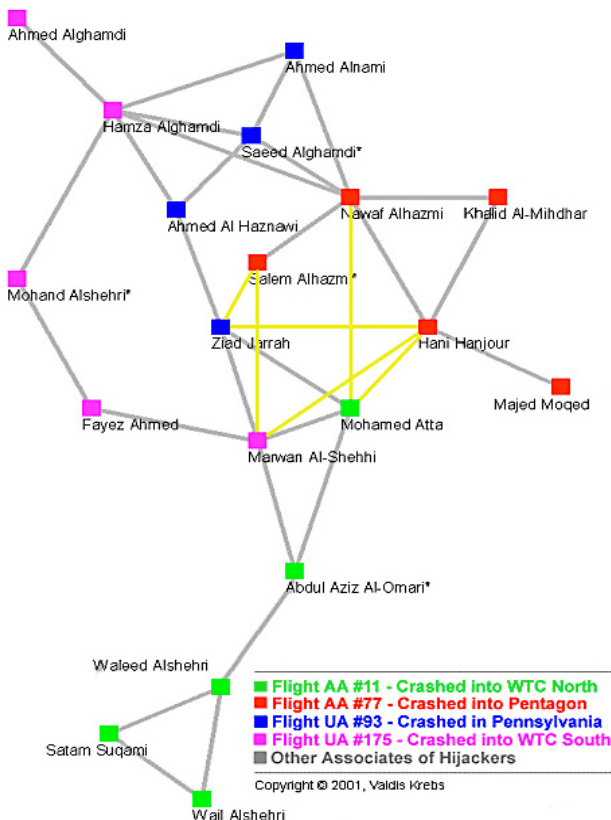 Ahmed Alghamdi
Ahmed Alnami
Hamza Alghamdi
Saeed Alghamdi*
Nawaf Alhazmi
Khalid Al-Mihdhar
Ahmed Al Haznawi
Salem Alhazmi*
Mohand Alshehri*
Ziad Jarrah
Hani Hanjour
Majed Moqed
Fayez Ahmed
Mohamed Atta
Marwan Al-Shehhi
Abdul Aziz Al-Omari*
Waleed Alshehri
Satam Suqami
Wail Alshehri
Flight AA #11 - Crashed into WTC North
Flight AA #77 - Crashed into Pentagon
Flight UA #93 - Crashed in Pennsylvania
Flight UA #175 - Crashed into WTC South
Other Associates of Hijackers
Copyright © 2001, Valdis Krebs